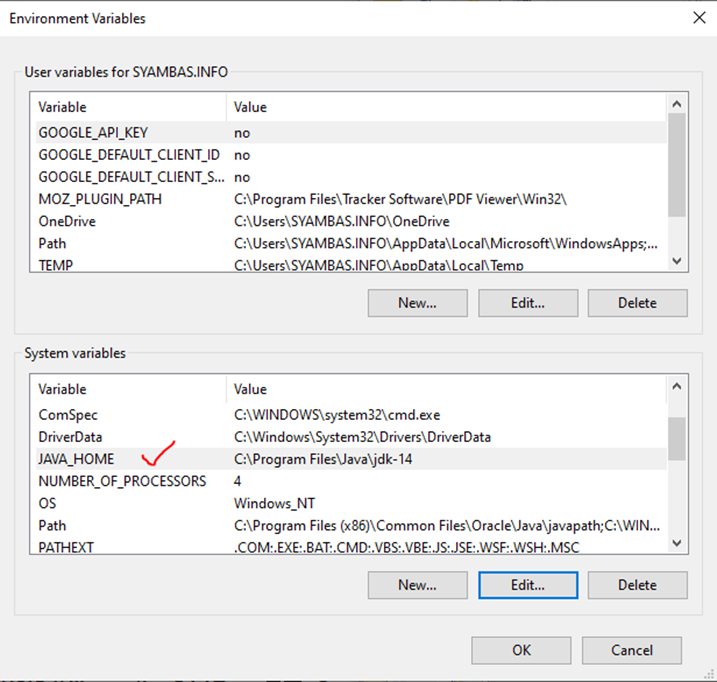 Environment Variables
User variables for SYAMBAS.INFO
Variable Value
GOOGLE_API_KEY no
GOOGLE_DEFAULT_CLIENT_ID no
GOOGLE_DEFAULT_CLIENT_S... no
MOZ_PLUGIN_PATH C:\Program Files\Tracker Software\PDF Viewer\Win32\
OneDrive C:\Users\SYAMBAS.INFO\OneDrive
Path C:\Users\SYAMBAS.INFO\AppData\Local\Microsoft\WindowsApps;...
TEMP C:\Users\SYAMBAS.INFO\AppData\Local\Temp
New... Edit... Delete
System variables
Variable Value
ComSpec C:\WINDOWS\system32\cmd.exe
DriverData C:\Windows\System32\Drivers\DriverData
JAVA_HOME C:\Program Files\Java\jdk-14
NUMBER_OF_PROCESSORS 4
OS Windows_NT
Path C:\Program Files (x86)\Common Files\Oracle\Java\javapath;C:\WIN...
PATHEXT .COM;.EXE;.BAT;.CMD;.VBS;.VBE;.JS;.JSE;.WSF;.WSH;.MSC
New... Edit... Delete
OK Cancel